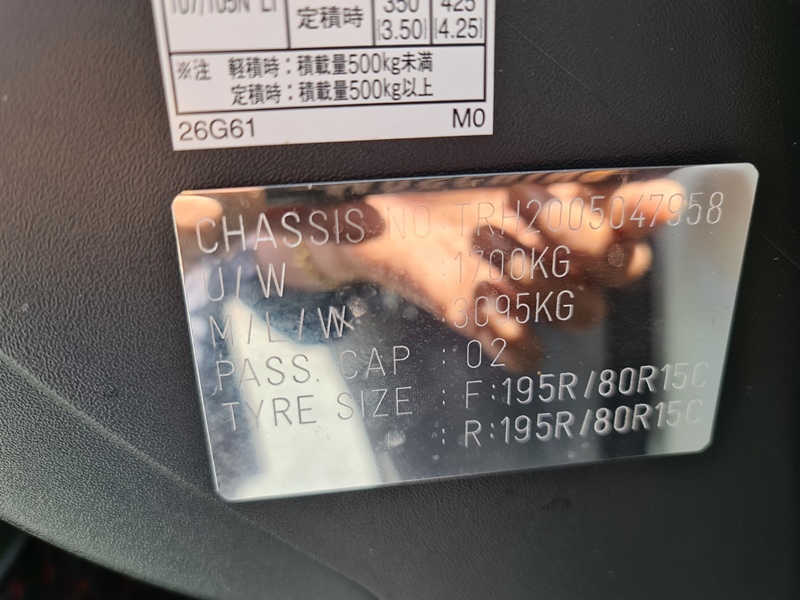 107/105N LT 定積時 350 425
(3.50) (4.25)
※注 軽積時：積載量500kg未満
定積時：積載量500kg以上
26G61 M0
CHASSIS NO:TRH2005047958
U/W :1700KG
M/L/W :3095KG
PASS. CAP : 02
TYRE SIZE : F:195R/80R15C
: R:195R/80R15C